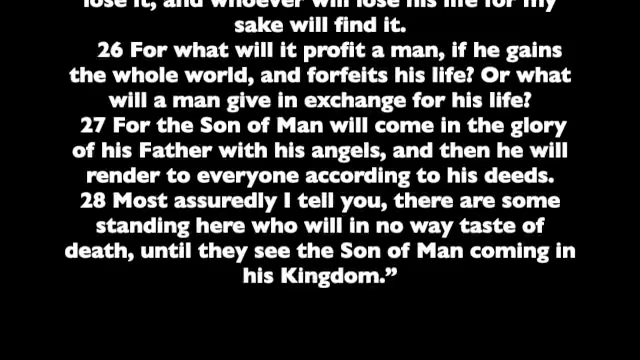 lose it, and whoever will lose his life for my
sake will find it.
26 For what will it profit a man, if he gains
the whole world, and forfeits his life? Or what
will a man give in exchange for his life?
27 For the Son of Man will come in the glory
of his Father with his angels, and then he will
render to everyone according to his deeds.
28 Most assuredly I tell you, there are some
standing here who will in no way taste of
death, until they see the Son of Man coming in
his Kingdom.”